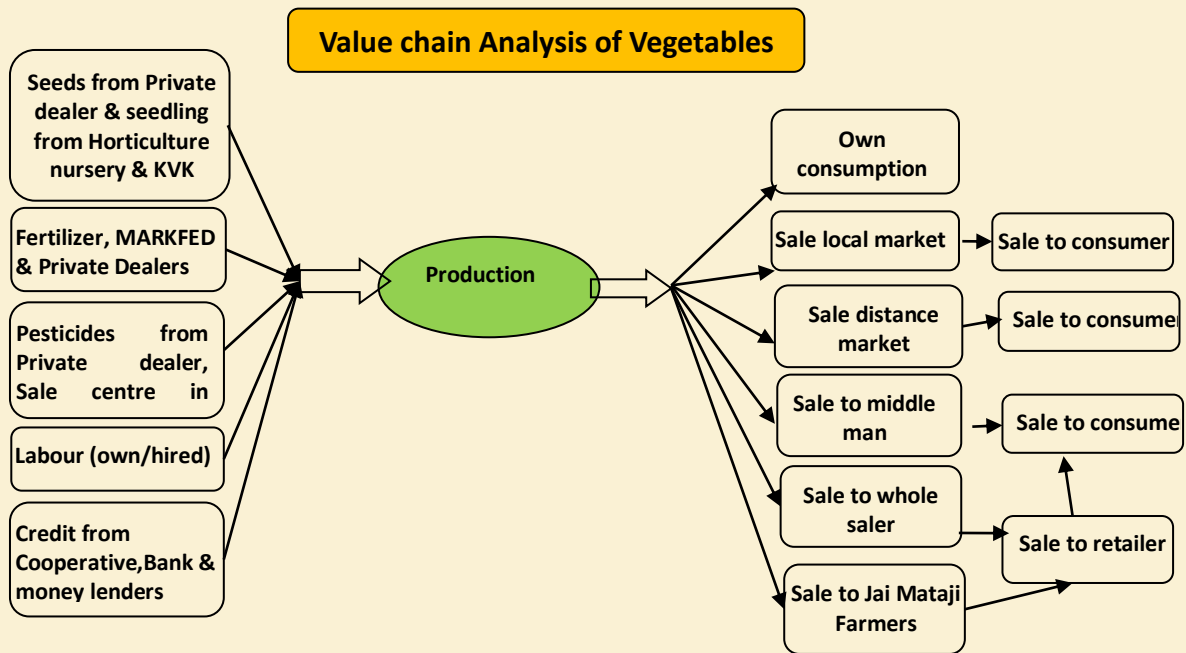 Value chain Analysis of Vegetables
Seeds from Private
dealer & seedling
from Horticulture
nursery & KVK
Fertilizer, MARKFED
& Private Dealers
Pesticides from
Private dealer,
Sale centre in
Labour (own/hired)
Credit from
Cooperative,Bank &
money lenders
Production
Own
consumption
Sale local market
Sale to consumer
Sale distance
market
Sale to consumer
Sale to middle
man
Sale to consume
Sale to whole
saler
Sale to retailer
Sale to Jai Mataji
Farmers